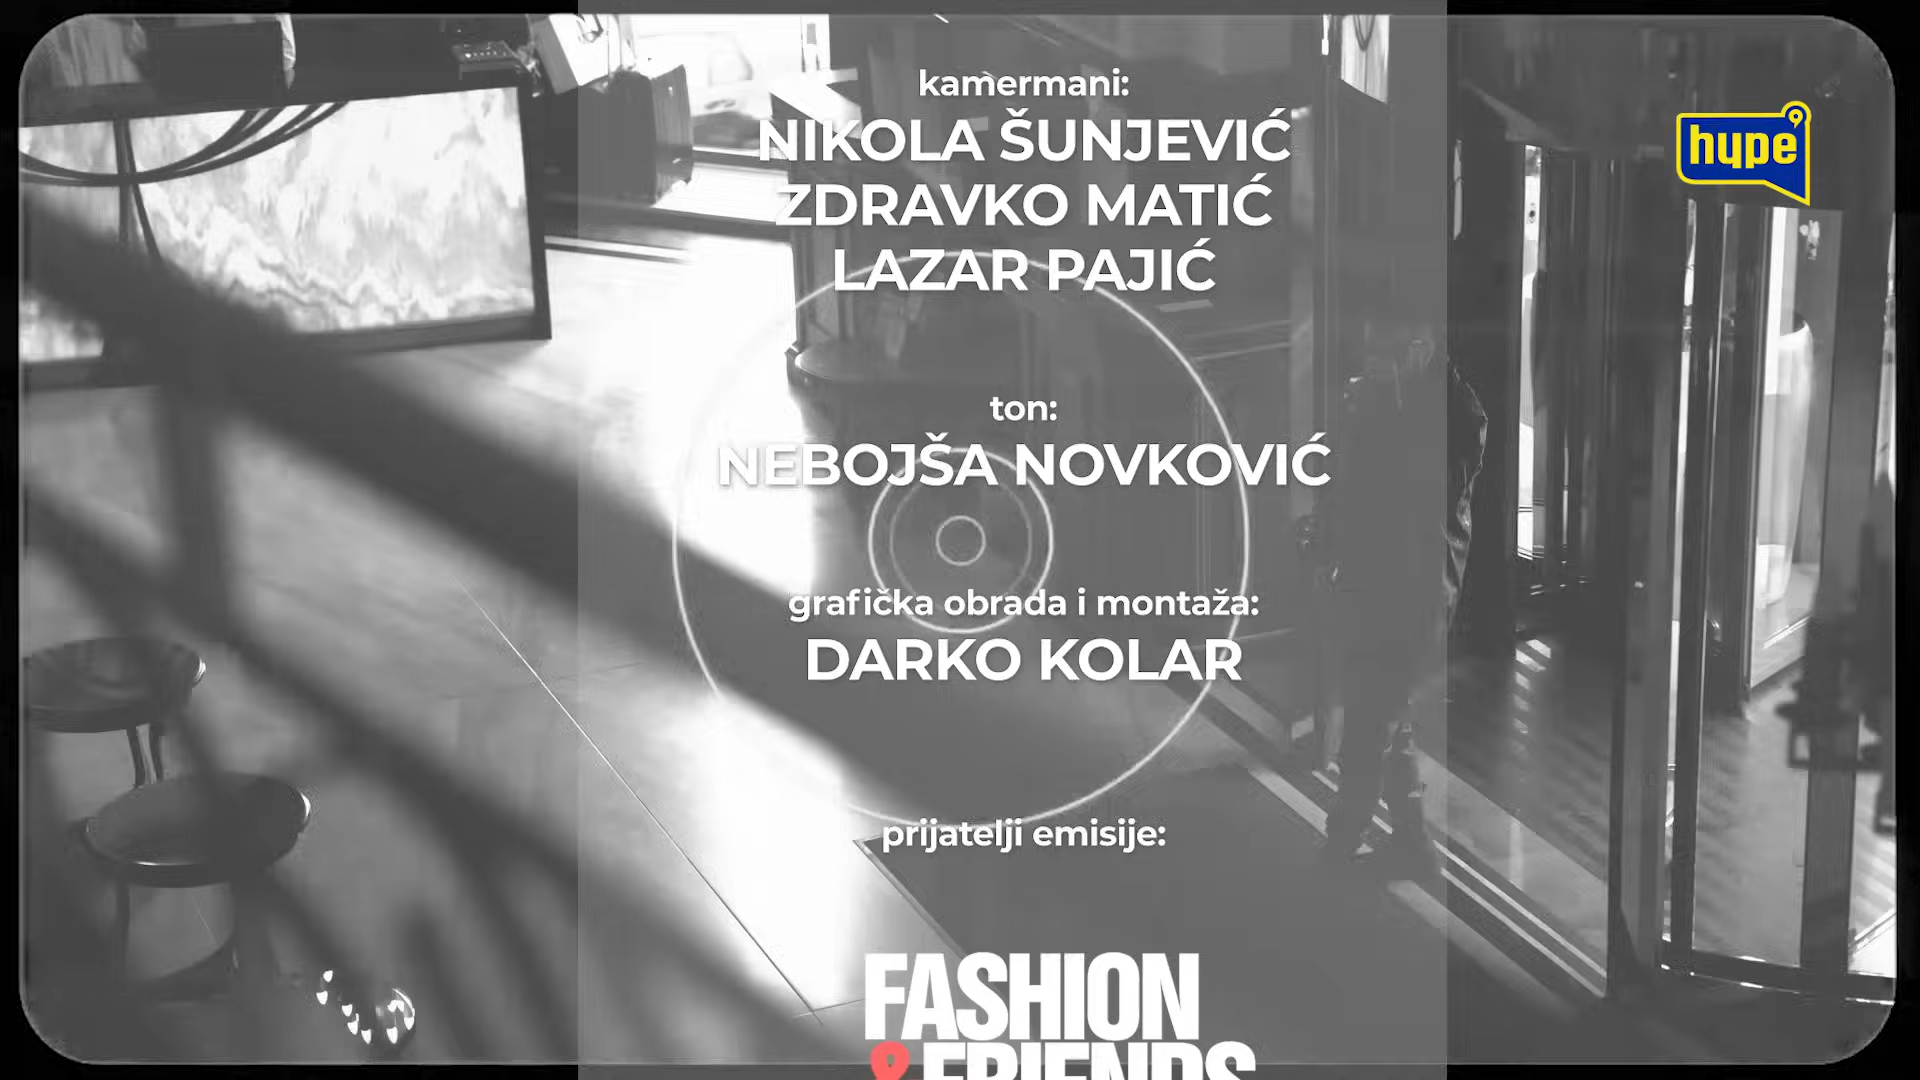 kamermani:
NIKOLA ŠUNJEVIĆ
ZDRAVKO MATIĆ
LAZAR PAJIĆ
hype
ton:
NEBOJŠA NOVKOVIĆ
grafička obrada i montaža:
DARKO KOLAR
prijatelji emisije:
FASHION
&FRIENDS